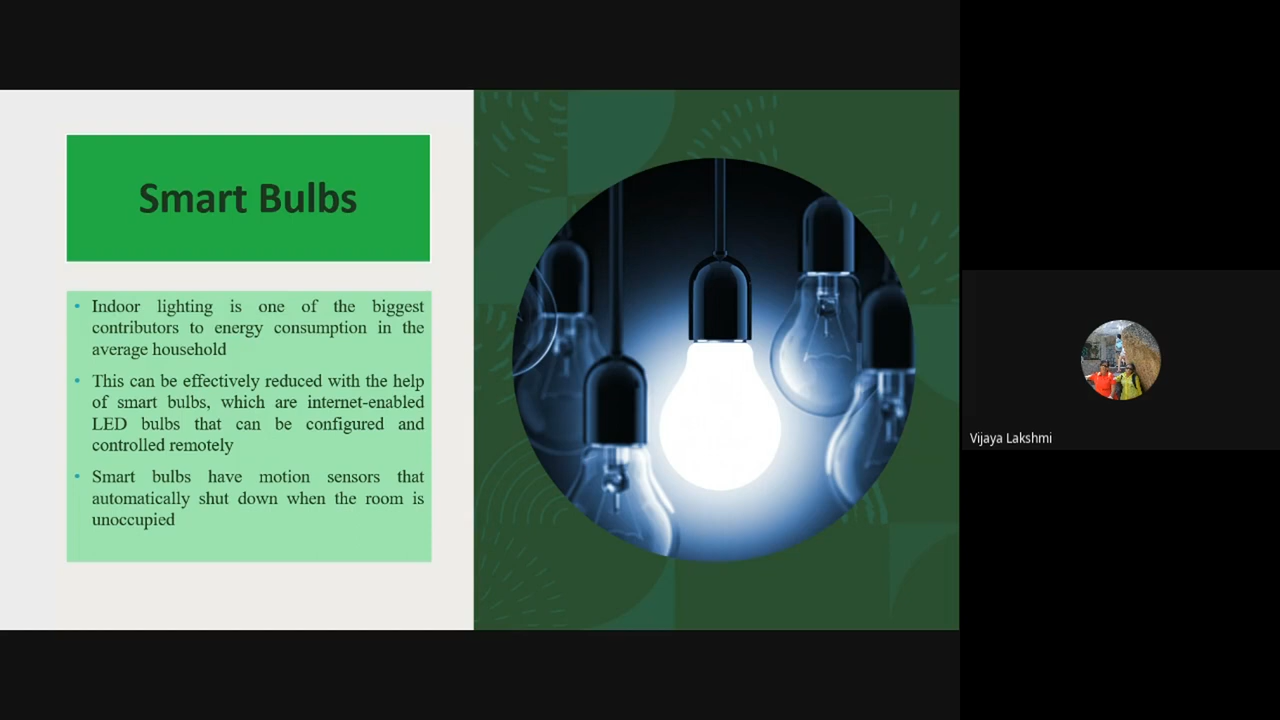 Smart Bulbs
• Indoor lighting is one of the biggest
contributors to energy consumption in the
average household
• This can be effectively reduced with the help
of smart bulbs, which are internet-enabled
LED bulbs that can be configured and
controlled remotely
• Smart bulbs have motion sensors that
automatically shut down when the room is
unoccupied
Vijaya Lakshmi